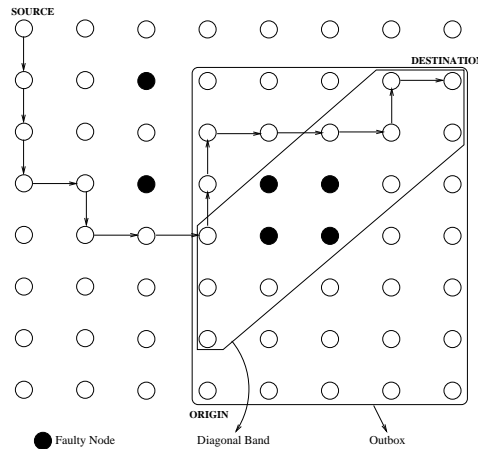 SOURCE
DESTINATION
ORIGIN
Faulty Node
Diagonal Band
Outbox